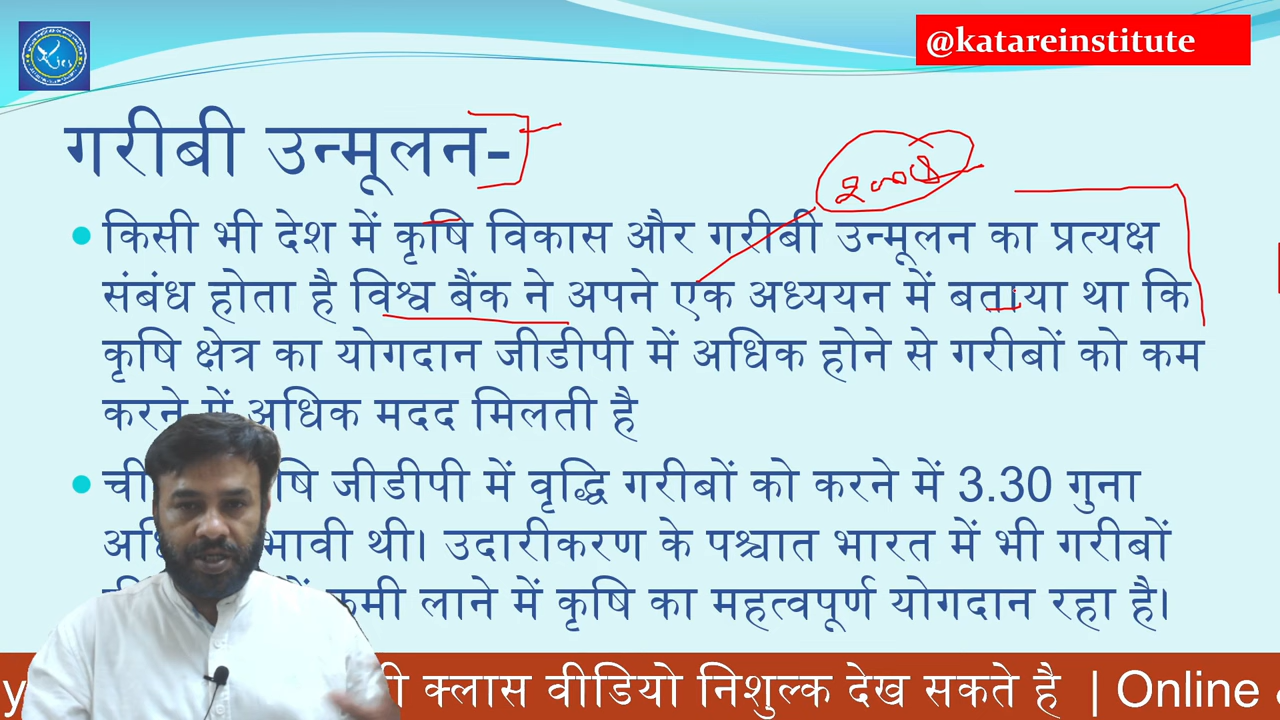 @katareinstitute
गरीबी उन्मूलन-
2008
किसी भी देश में कृषि विकास और गरीबी उन्मूलन का प्रत्यक्ष
संबंध होता है विश्व बैंक ने अपने एक अध्ययन में बताया था कि
कृषि क्षेत्र का योगदान जीडीपी में अधिक होने से गरीबों को कम
करने में अधिक मदद मिलती है
जीडीपी में वृद्धि गरीबों को करने में 3.30 गुना
थी। उदारीकरण के पश्चात भारत में भी गरीबों
कमी लाने में कृषि का महत्वपूर्ण योगदान रहा है।
क्लास वीडियो निशुल्क देख सकते है | Online